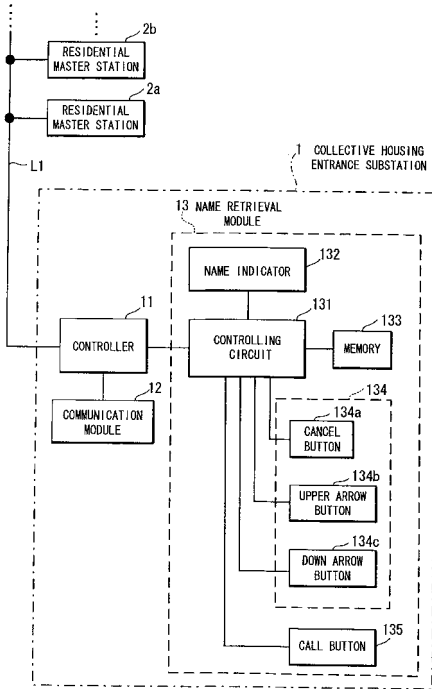 2b
RESIDENTIAL
MASTER STATION
2a
RESIDENTIAL
MASTER STATION
L1
1 COLLECTIVE HOUSING
ENTRANCE SUBSTATION
13 NAME RETRIEVAL
MODULE
132
NAME INDICATOR
11
131
133
CONTROLLER
CONTROLLING
CIRCUIT
MEMORY
12
COMMUNICATION
MODULE
134
134a
CANCEL
BUTTON
134b
UPPER ARROW
BUTTON
134c
DOWN ARROW
BUTTON
CALL BUTTON
135